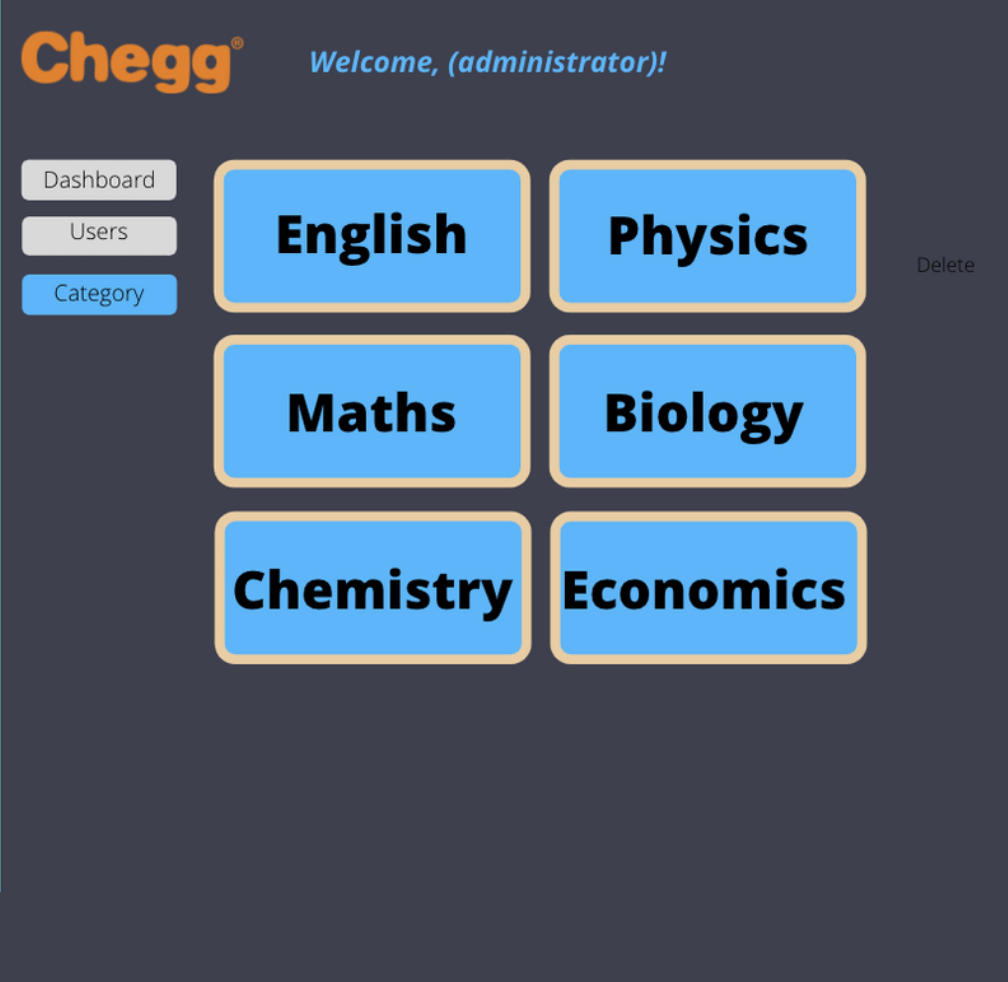 Chegg®
Welcome, (administrator)!
Dashboard
Users
Category
English
Physics
Delete
Maths
Biology
Chemistry
Economics